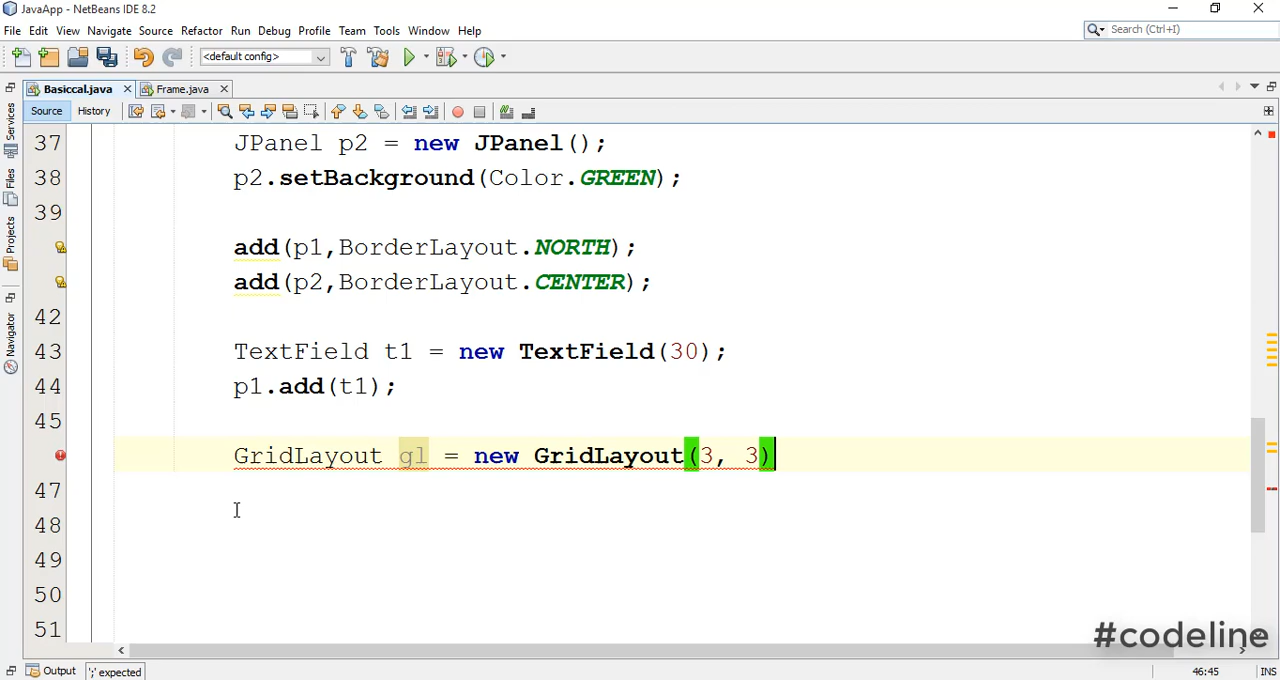 JavaApp - NetBeans IDE 8.2
File Edit View Navigate Source Refactor Run Debug Profile Team Tools Window Help
Search (Ctrl+I)
<default config>
Basiccal.java Frame.java
Source History
Services
Files
Projects
Navigator
37 JPanel p2 = new JPanel();
38 p2.setBackground(Color.GREEN);
39
add(p1,BorderLayout.NORTH);
add(p2,BorderLayout.CENTER);
42
43 TextField t1 = new TextField(30);
44 p1.add(t1);
45
GridLayout gl = new GridLayout(3, 3)
47
48
49
50
51
#codeline
Output ';' expected 46:45 INS